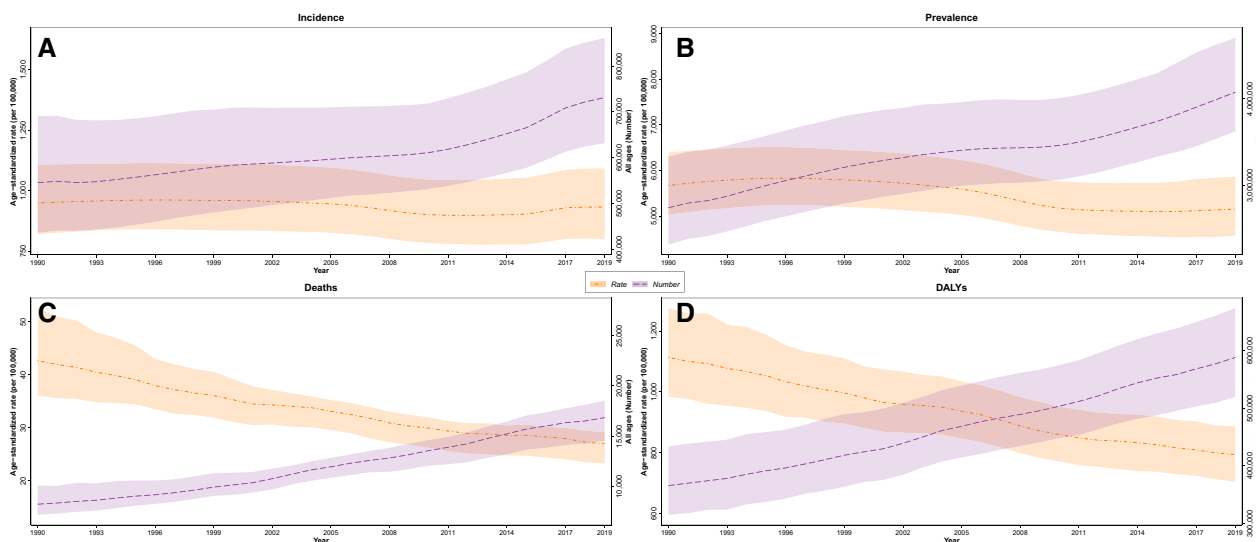 Incidence
A
Age-standardized rate (per 100,000)
1,500
1,250
1,000
750
All ages (Number)
800,000
700,000
600,000
500,000
400,000
1990 1993 1996 1999 2002 2005 2008 2011 2014 2017 2019
Year
Prevalence
B
Age-standardized rate (per 100,000)
9,000
8,000
7,000
6,000
5,000
4,000,000
3,000,000
1990 1993 1996 1999 2002 2005 2008 2011 2014 2017 2019
Year
Rate Number
Deaths
C
Age-standardized rate (per 100,000)
50
40
30
20
All ages (Number)
25,000
20,000
15,000
10,000
1990 1993 1996 1999 2002 2005 2008 2011 2014 2017 2019
Year
DALYs
D
Age-standardized rate (per 100,000)
1,200
1,000
800
600
600,000
500,000
400,000
300,000
1990 1993 1996 1999 2002 2005 2008 2011 2014 2017 2019
Year